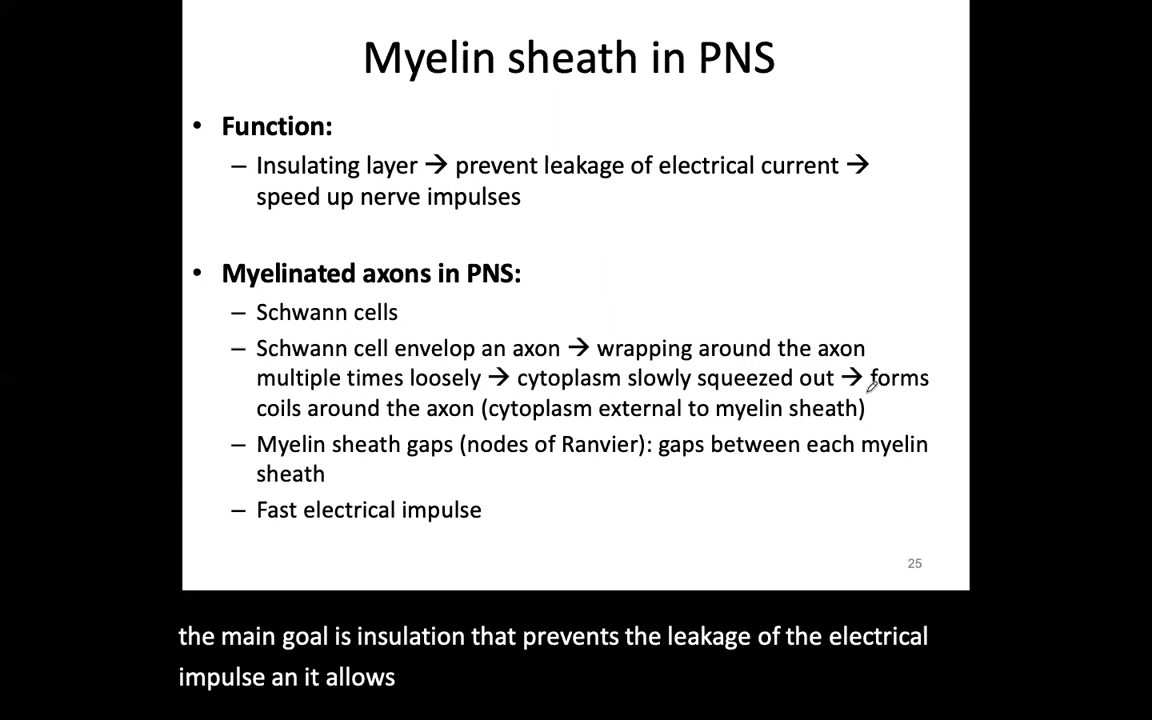 Myelin sheath in PNS
• Function:
– Insulating layer → prevent leakage of electrical current →
speed up nerve impulses
• Myelinated axons in PNS:
– Schwann cells
– Schwann cell envelop an axon → wrapping around the axon
multiple times loosely → cytoplasm slowly squeezed out → forms
coils around the axon (cytoplasm external to myelin sheath)
– Myelin sheath gaps (nodes of Ranvier): gaps between each myelin
sheath
– Fast electrical impulse
25
the main goal is insulation that prevents the leakage of the electrical
impulse an it allows